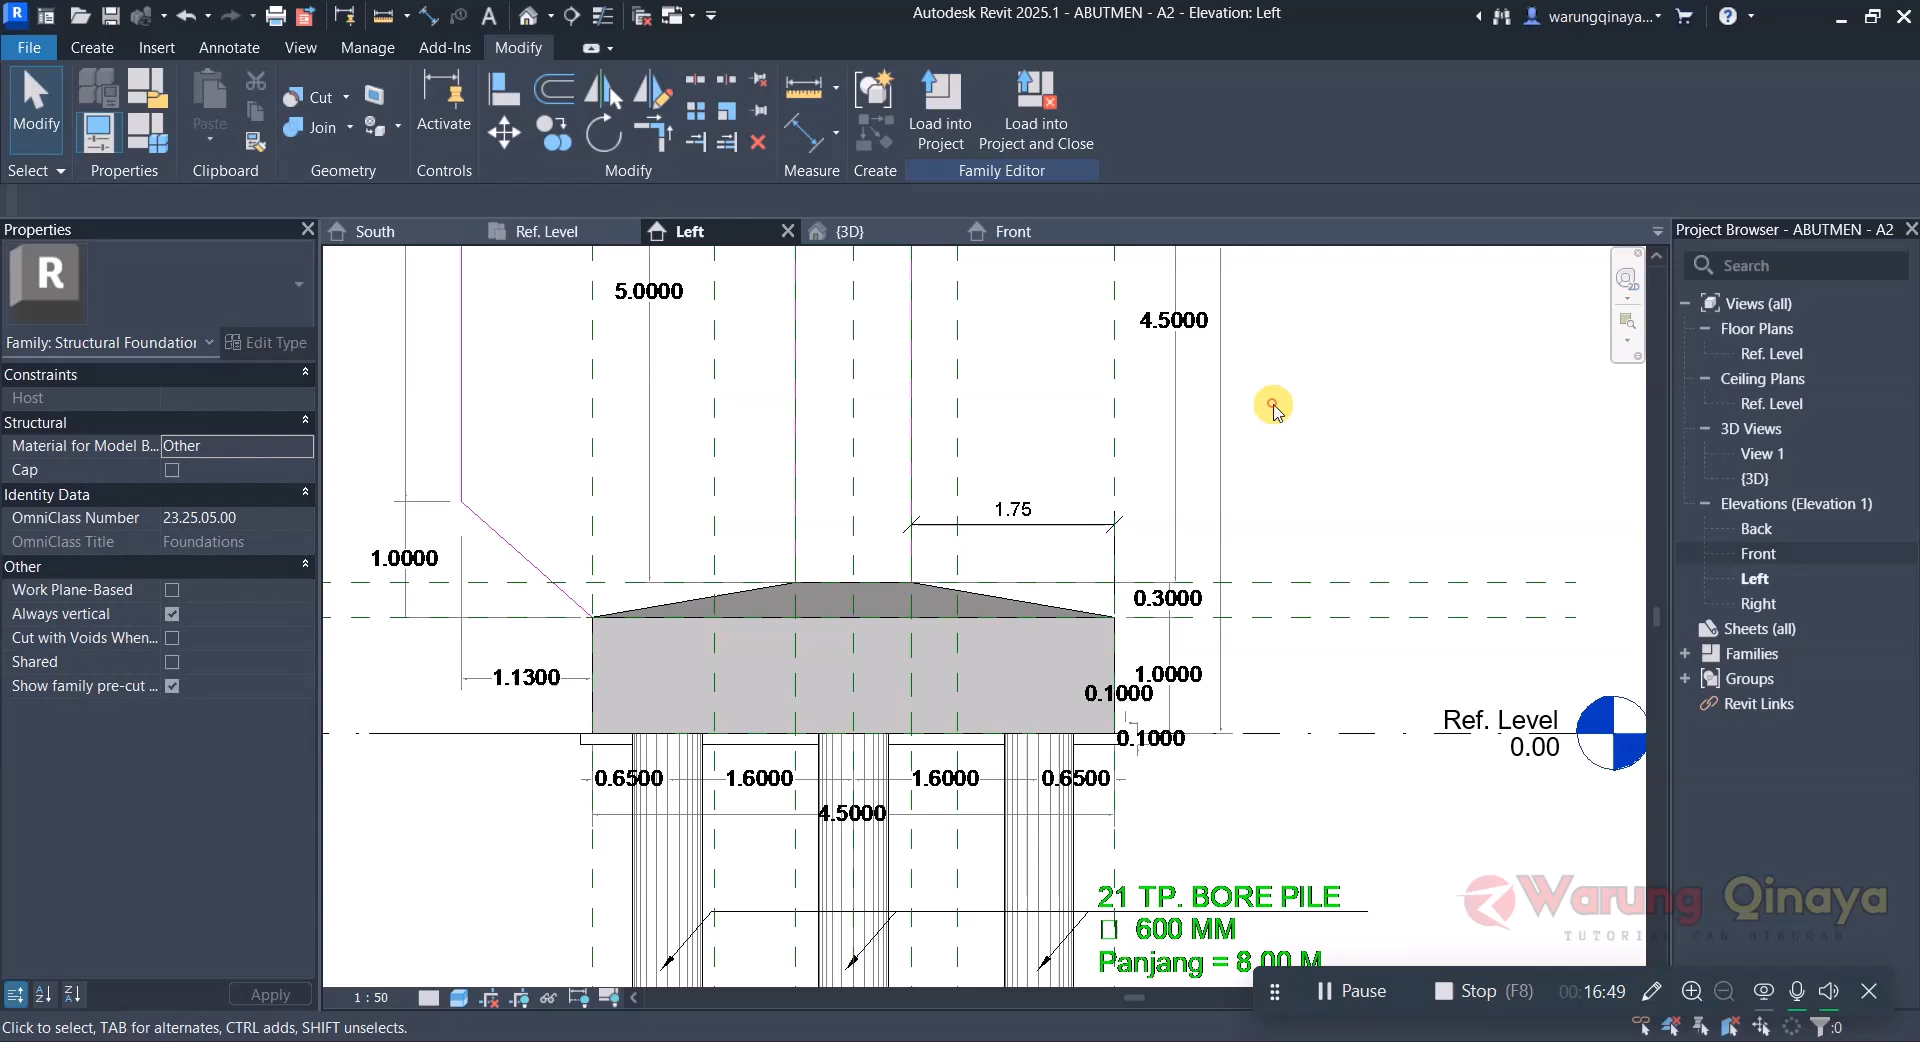 Autodesk Revit 2025.1 - ABUTMEN - A2 - Elevation: Left
warungqinaya...
File
Create
Insert
Annotate
View
Manage
Add-Ins
Modify
Modify
Paste
Cut
Join
Activate
Load into
Project
Load into
Project and Close
Select
Properties
Clipboard
Geometry
Controls
Modify
Measure
Create
Family Editor
Properties
South
Ref. Level
Left
{3D}
Front
Project Browser - ABUTMEN - A2
R
Family: Structural Foundation
Edit Type
Constraints
Host
Structural
Material for Model B... Other
Cap
Identity Data
OmniClass Number 23.25.05.00
OmniClass Title Foundations
Other
Work Plane-Based
Always vertical
Cut with Voids When...
Shared
Show family pre-cut ...
Apply
5.0000
4.5000
1.75
1.0000
0.3000
1.1300
1.0000
0.1000
0.1000
0.6500
1.6000
1.6000
0.6500
4.5000
Ref. Level
0.00
21 TP. BORE PILE
600 MM
Panjang = 8.00 M
2D
Search
Views (all)
Floor Plans
Ref. Level
Ceiling Plans
Ref. Level
3D Views
View 1
{3D}
Elevations (Elevation 1)
Back
Front
Left
Right
Sheets (all)
Families
Groups
Revit Links
Warung Qinaya
1 : 50
Pause
Stop (F8)
00:16:49
Click to select, TAB for alternates, CTRL adds, SHIFT unselects.
:0